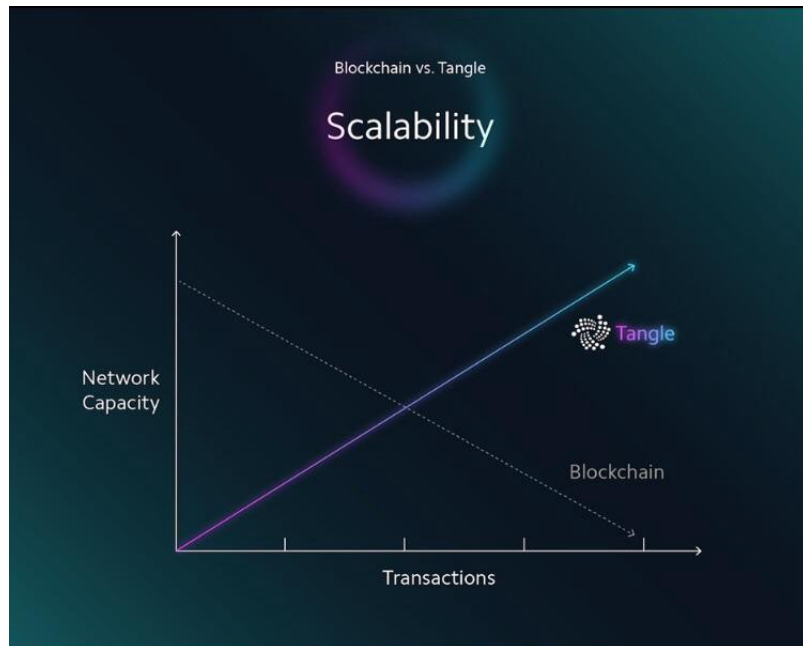 Blockchain vs. Tangle
Scalability
Network
Capacity
Tangle
Blockchain
Transactions